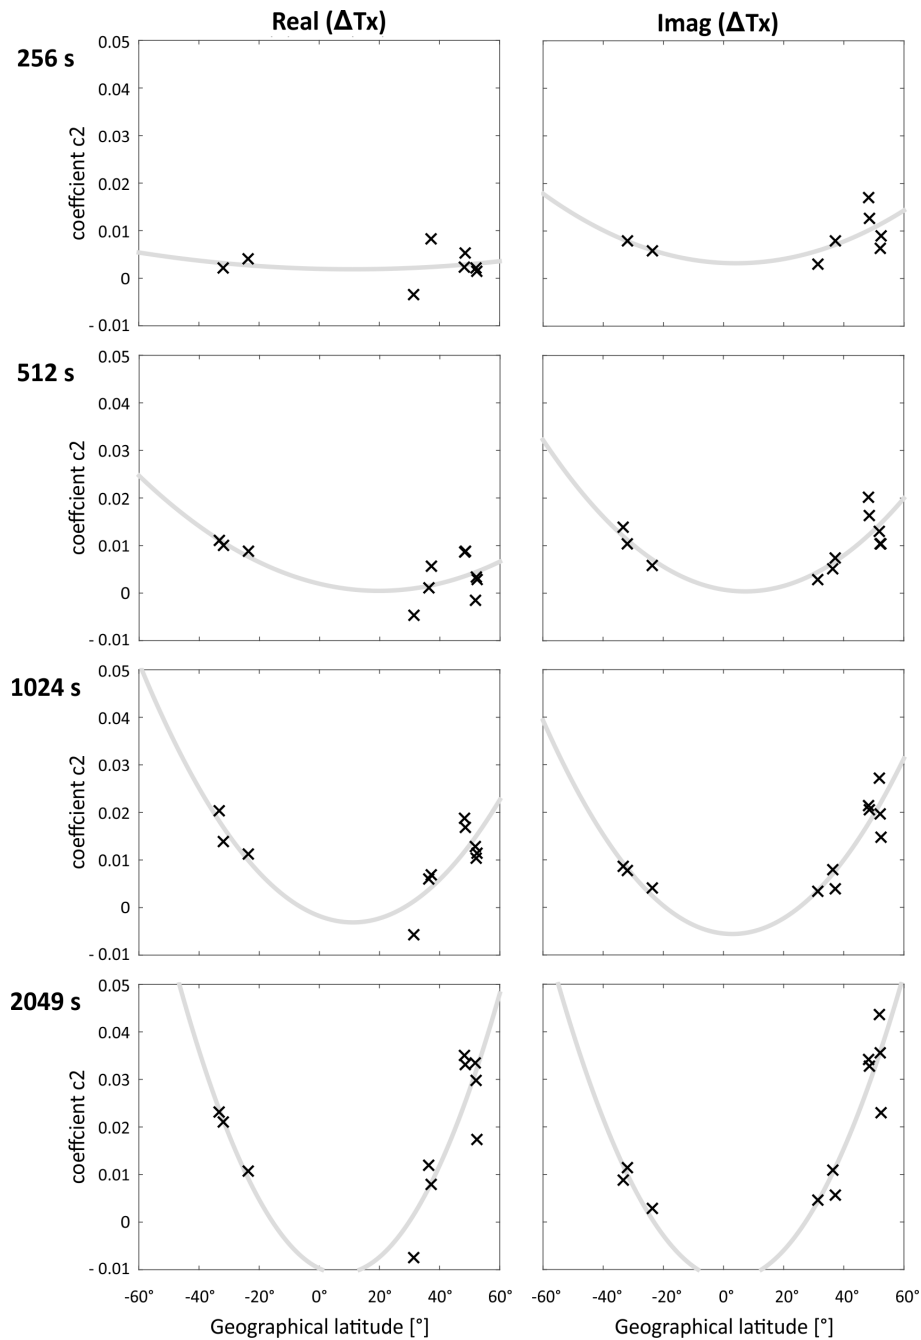 Real (ΔTx) Imag (ΔTx)
256 s
0.05
0.04
0.03
0.02
0.01
0
- 0.01
coeffcient c2
512 s
0.05
0.04
0.03
0.02
0.01
0
- 0.01
coeffcient c2
1024 s
0.05
0.04
0.03
0.02
0.01
0
- 0.01
coeffcient c2
2049 s
0.05
0.04
0.03
0.02
0.01
0
- 0.01
coeffcient c2
-60° -40° -20° 0° 20° 40° 60° -60° -40° -20° 0° 20° 40° 60°
Geographical latitude [°] Geographical latitude [°]